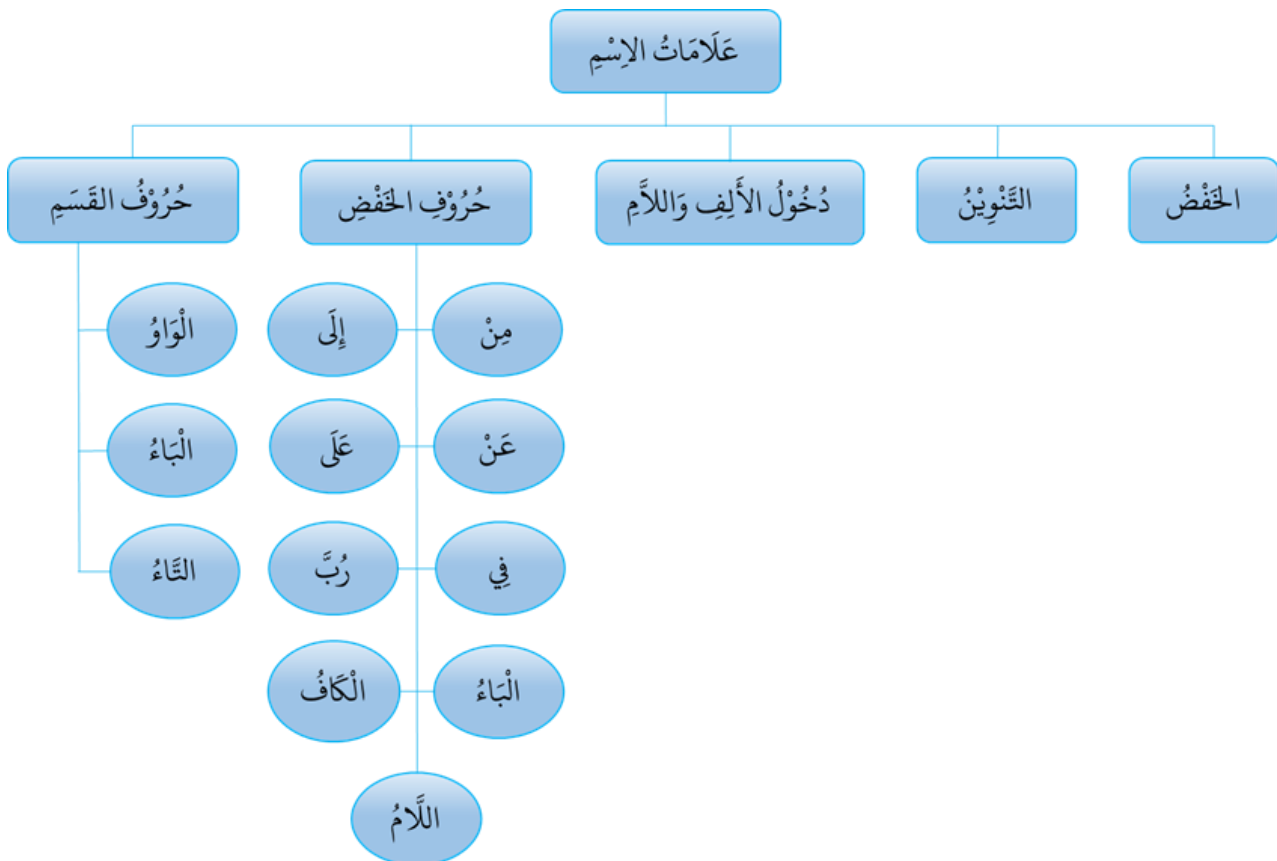 عَلَامَاتُ الاِسْمِ
الخَفْضُ
التَّنْوِيْنُ
دُخُوْلُ الأَلِفِ وَاللاَّمِ
حُرُوْفِ الخَفْضِ
حُرُوْفُ القَسَمِ
مِنْ
إِلَى
الْوَاوُ
عَنْ
عَلَى
الْبَاءُ
فِي
رُبَّ
التَّاءُ
الْبَاءُ
الْكَافُ
اللَّامُ